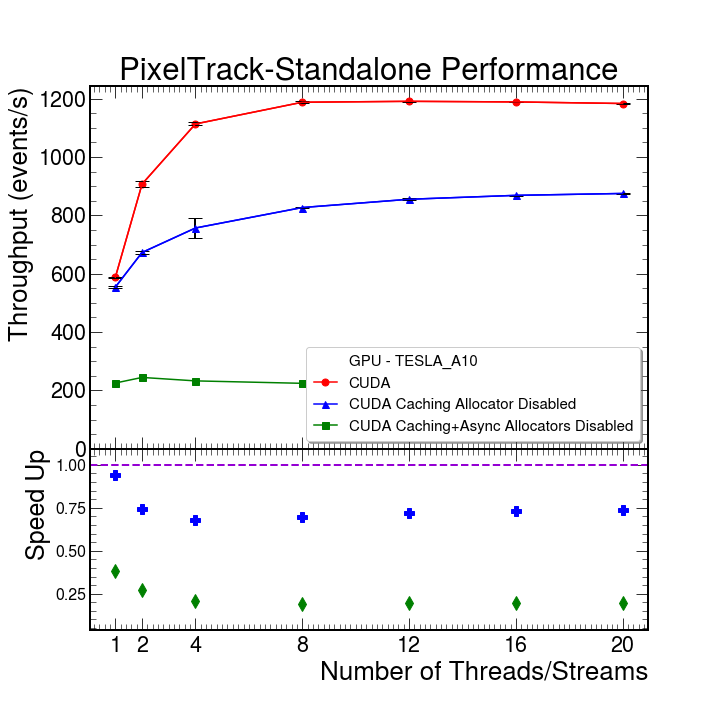 PixelTrack-Standalone Performance
Throughput (events/s)
1200
1000
800
600
400
200
0
GPU - TESLA_A10
CUDA
CUDA Caching Allocator Disabled
CUDA Caching+Async Allocators Disabled
Speed Up
1.00
0.75
0.50
0.25
1 2 4 8 12 16 20
Number of Threads/Streams